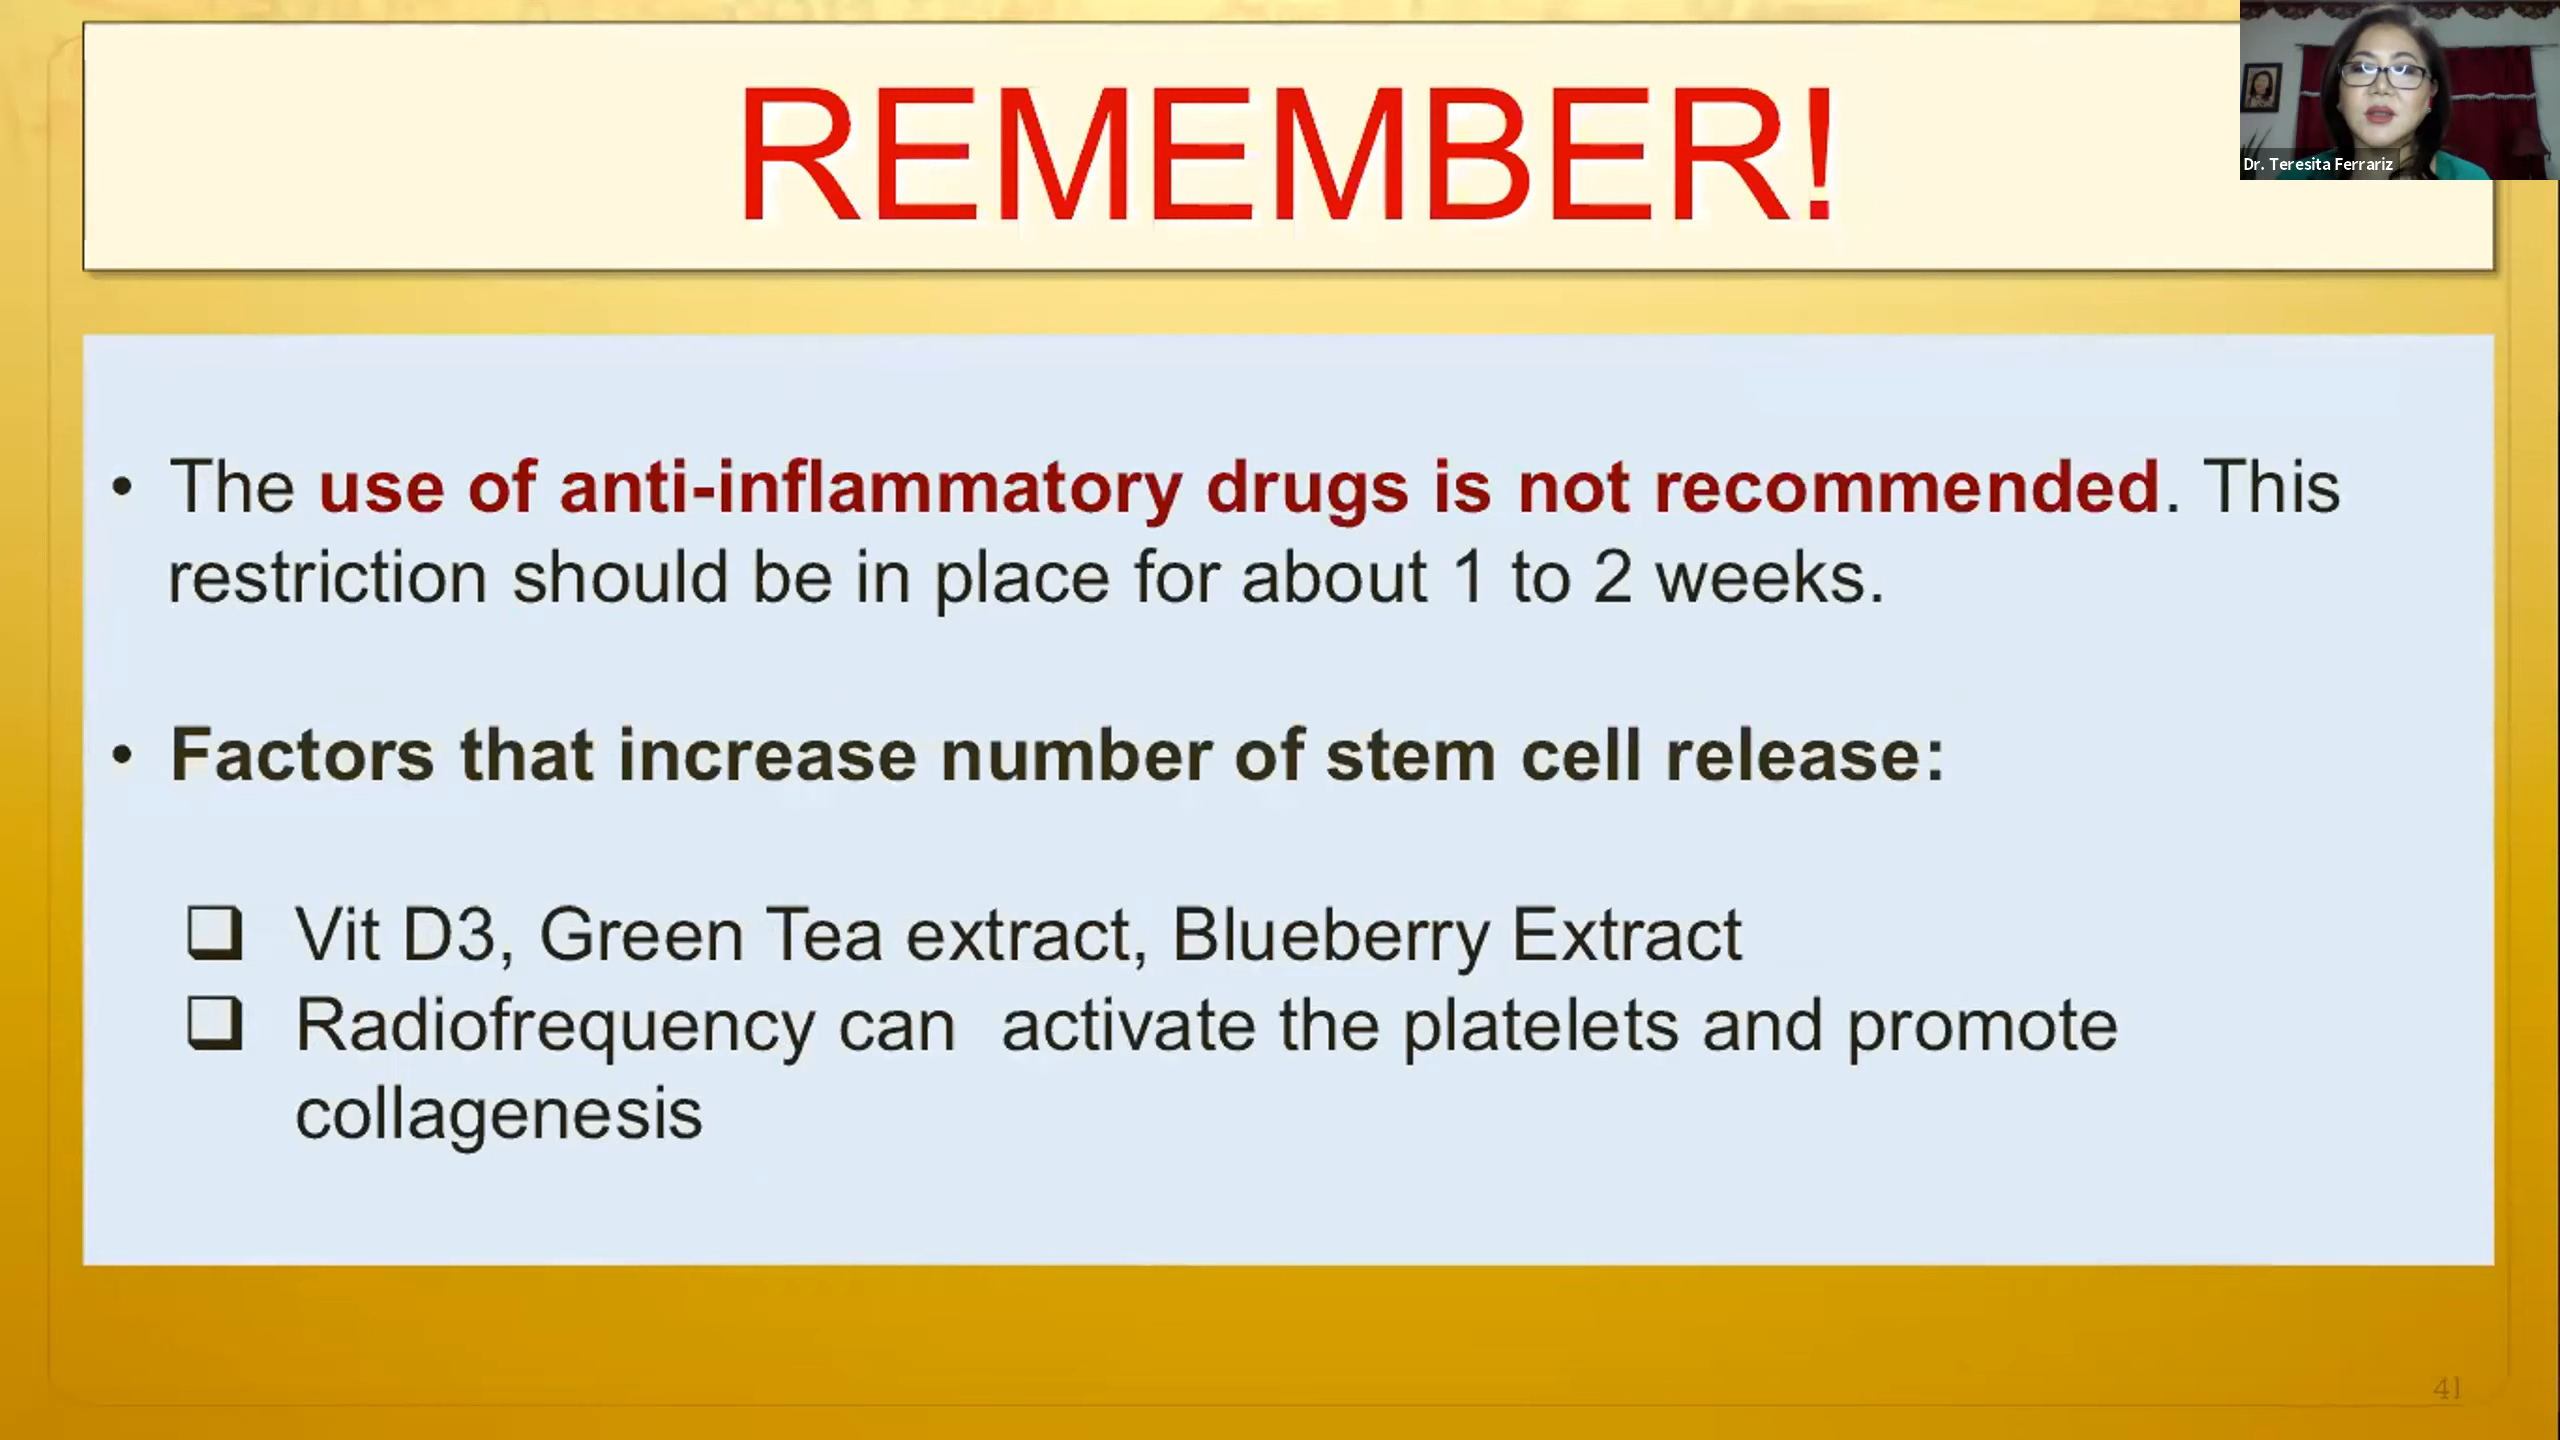 REMEMBER!
Dr. Teresita Ferrariz
• The use of anti-inflammatory drugs is not recommended. This
restriction should be in place for about 1 to 2 weeks.
• Factors that increase number of stem cell release:
❑ Vit D3, Green Tea extract, Blueberry Extract
❑ Radiofrequency can activate the platelets and promote
collagenesis
41